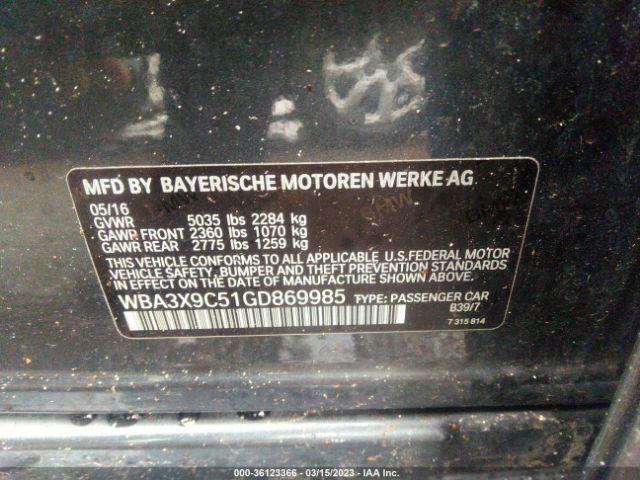 MFD BY BAYERISCHE MOTOREN WERKE AG
05/16
GVWR 5035 lbs 2284 kg
GAWR FRONT 2360 lbs 1070 kg
GAWR REAR 2775 lbs 1259 kg
THIS VEHICLE CONFORMS TO ALL APPLICABLE U.S.FEDERAL MOTOR
VEHICLE SAFETY, BUMPER AND THEFT PREVENTION
STANDARDS IN EFFECT ON THE DATE OF MANUFACTURE SHOWN ABOVE.
WBA3X9C51GD869985 TYPE: PASSENGER CAR
B39/7
7 315 814
000-36123366 - 03/15/2023 - IAA Inc.